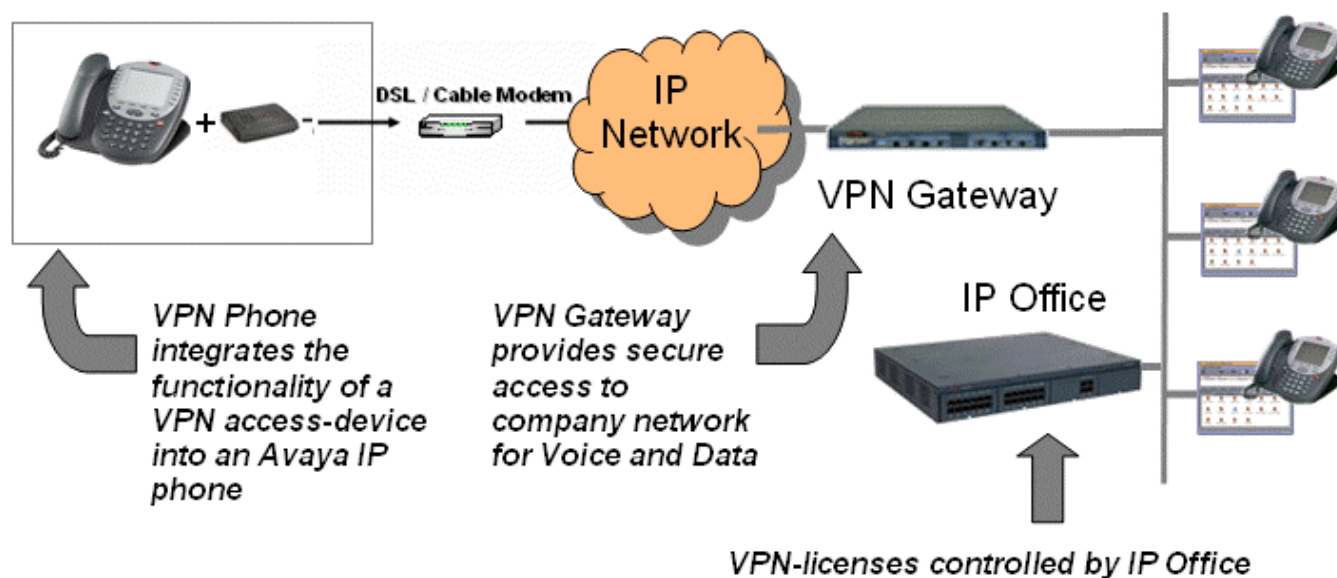 DSL / Cable Modem
IP
Network
+
VPN Gateway
IP Office
VPN Phone
integrates the
functionality of a
VPN access-device
into an Avaya IP
phone
VPN Gateway
provides secure
access to
company network
for Voice and Data
VPN-licenses controlled by IP Office